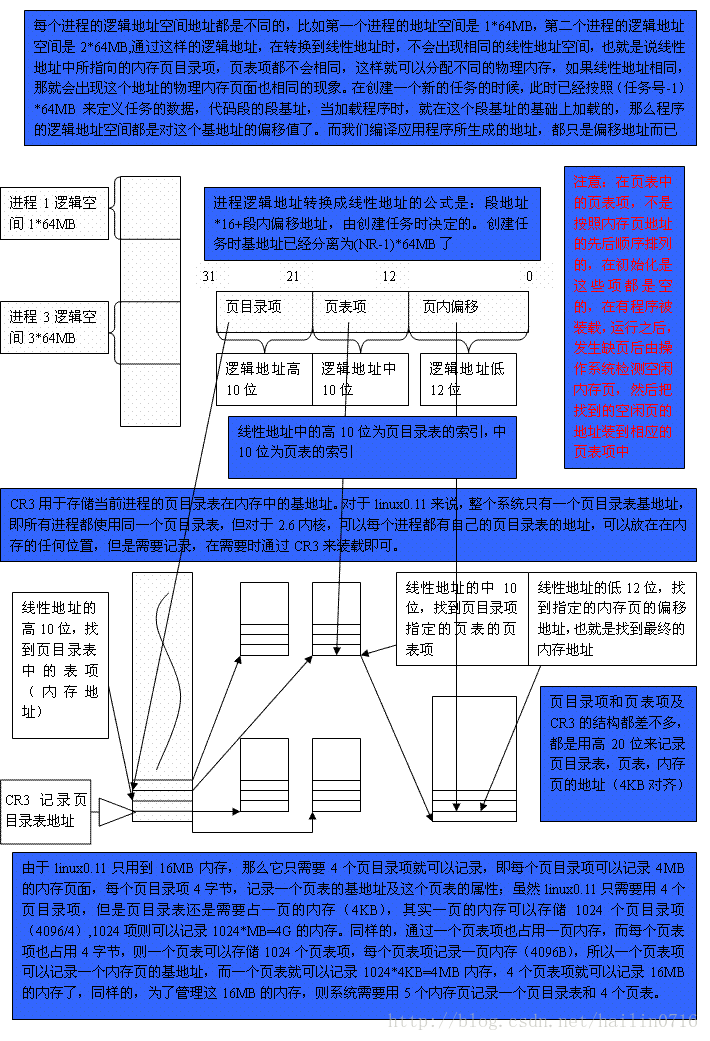 每个进程的逻辑地址空间地址都是不同的，比如第一个进程的地址空间是 1*64MB，第二个进程的逻辑地址
空间是 2*64MB,通过这样的逻辑地址，在转换到线性地址时，不会出现相同的线性地址空间，也就是说线性
地址中所指向的内存页目录项，页表项都不会相同，这样就可以分配不同的物理内存，如果线性地址相同，
那就会出现这个地址的物理内存页面也相同的现象。在创建一个新的任务的时候，此时已经按照（任务号-1）
*64MB 来定义任务的数据，代码段的段基址，当加载程序时，就在这个段基址的基础上加载的，那么程序
的逻辑地址空间都是对这个基地址的偏移值了。而我们编译应用程序所生成的地址，都只是偏移地址而已
进程 1 逻辑空
间 1*64MB
进程 3 逻辑空
间 3*64MB
进程逻辑地址转换成线性地址的公式是：段地址
*16+段内偏移地址，由创建任务时决定的。创建任
务时基地址已经分离为(NR-1)*64MB 了
注意：在页表中
的页表项，不是
按照内存页地址
的先后顺序排列
的，在初始化是
这些项都是空
的，在有程序被
装载，运行之后，
发生缺页后由操
作系统检测空闲
内存页，然后把
找到的空闲页的
地址装到相应的
页表项中
31 21 12 0
页目录项 页表项 页内偏移
逻辑地址高
10 位
逻辑地址中
10 位
逻辑地址低
12 位
线性地址中的高 10 位为页目录表的索引，中
10 位为页表的索引
CR3 用于存储当前进程的页目录表在内存中的基地址。对于 linux0.11 来说，整个系统只有一个页目录表基地址，
即所有进程都使用同一个页目录表，但对于 2.6 内核，可以每个进程都有自己的页目录表的地址，可以放在在内
存的任何位置，但是需要记录，在需要时通过 CR3 来装载即可。
线性地址的
高 10 位，找
到页目录表
中的表项
（内存地
址）
线性地址的中 10
位，找到页目录项
指定的页表的页
表项
线性地址的低 12 位，找
到指定的内存页的偏移
地址，也就是找到最终的
内存地址
页目录项和页表项及
CR3 的结构都差不多，
都是用高 20 位来记录
页目录表，页表，内存
页的地址（4KB 对齐）
CR3 记录页
目录表地址
由于 linux0.11 只用到 16MB 内存，那么它只需要 4 个页目录项就可以记录，即每个页目录项可以记录 4MB
的内存页面，每个页目录项 4 字节，记录一个页表的基地址及这个页表的属性；虽然 linux0.11 只需要用 4 个
页目录项，但是页目录表还是需要占一页的内存（4KB），其实一页的内存可以存储 1024 个页目录项
（4096/4）,1024 项则可以记录 1024*MB=4G 的内存。同样的，通过一个页表项也占用一页内存，而每个页表
项也占用 4 字节，则一个页表可以存储 1024 个页表项，每个页表项记录一页内存（4096B），所以一个页表项
可以记录一个内存页的基地址，而一个页表就可以记录 1024*4KB=4MB 内存，4 个页表项就可以记录 16MB
的内存了，同样的，为了管理这 16MB 的内存，则系统需要用 5 个内存页记录一个页目录表和 4 个页表。
http://blog.csdn.net/hailin0716